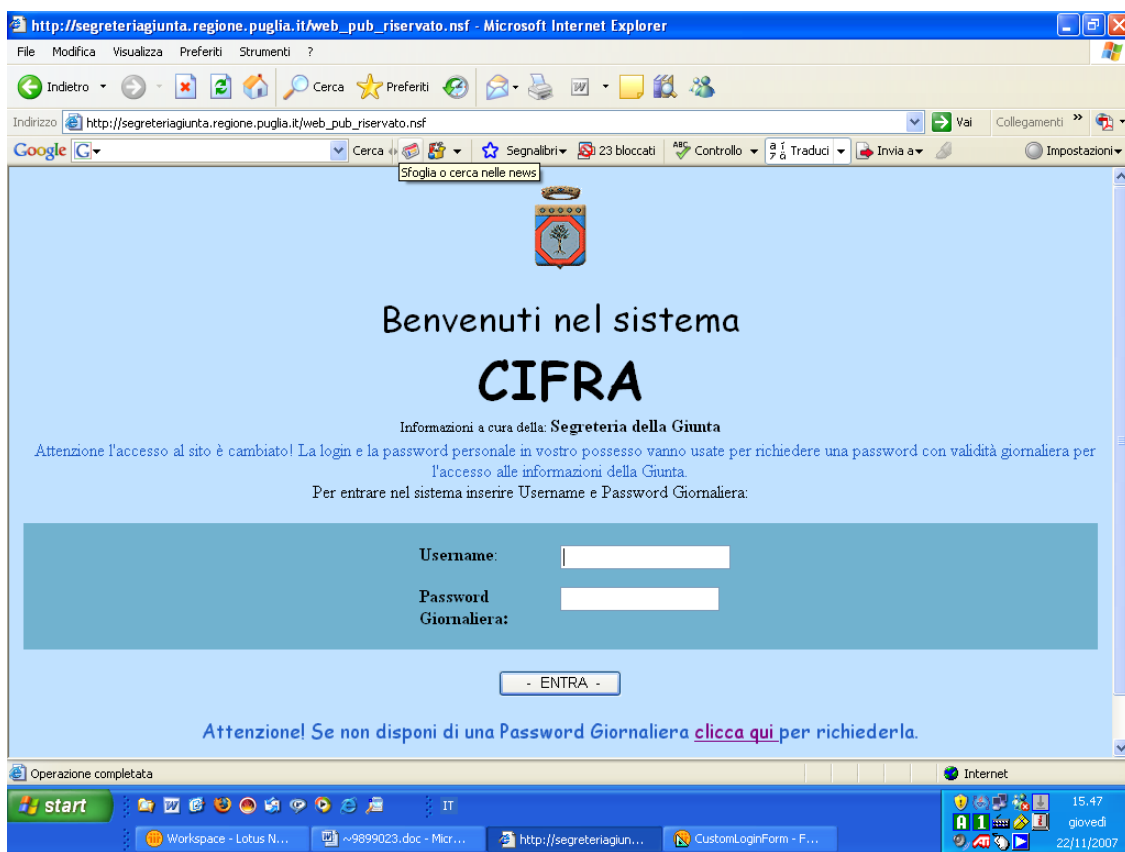 http://segreteriagiunta.regione.puglia.it/web_pub_riservato.nsf - Microsoft Internet Explorer
File Modifica Visualizza Preferiti Strumenti ?
Indietro Cerca Preferiti
Indirizzo http://segreteriagiunta.regione.puglia.it/web_pub_riservato.nsf Vai Collegamenti »
Google G Cerca Segnalibri 23 bloccati ABC Controllo Traduci Invia a Impostazioni
Sfoglia o cerca nelle news
Benvenuti nel sistema
CIFRA
Informazioni a cura della: Segreteria della Giunta
Attenzione l'accesso al sito è cambiato! La login e la password personale in vostro possesso vanno usate per richiedere una password con validità giornaliera per
l'accesso alle informazioni della Giunta.
Per entrare nel sistema inserire Username e Password Giornaliera:
Username:
Password
Giornaliera:
- ENTRA -
Attenzione! Se non disponi di una Password Giornaliera clicca qui per richiederla.
Operazione completata Internet
start IT 15.47
giovedì
Workspace - Lotus N... ~9899023.doc - Micr... http://segreteriagiun... CustomLoginForm - F... 22/11/2007